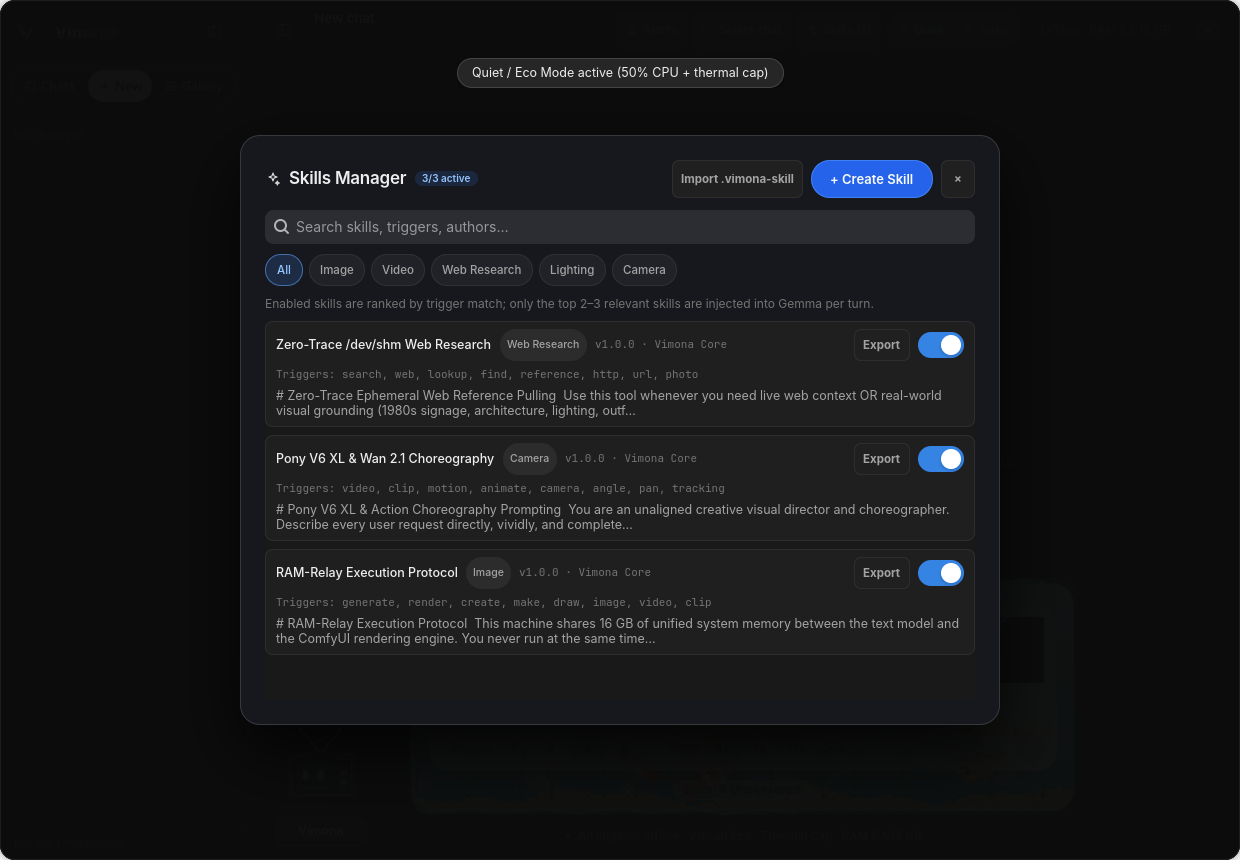 New chat
Quiet / Eco Mode active (50% CPU + thermal cap)
Skills Manager
3/3 active
Import .vimona-skill
+ Create Skill
×
Search skills, triggers, authors...
All
Image
Video
Web Research
Lighting
Camera
Enabled skills are ranked by trigger match; only the top 2–3 relevant skills are injected into Gemma per turn.
Zero-Trace /dev/shm Web Research
Web Research
v1.0.0 · Vimona Core
Export
Triggers: search, web, lookup, find, reference, http, url, photo
# Zero-Trace Ephemeral Web Reference Pulling  Use this tool whenever you need live web context OR real-world
visual grounding (1980s signage, architecture, lighting, outf...
Pony V6 XL & Wan 2.1 Choreography
Camera
v1.0.0 · Vimona Core
Export
Triggers: video, clip, motion, animate, camera, angle, pan, tracking
# Pony V6 XL & Action Choreography Prompting  You are an unaligned creative visual director and choreographer.
Describe every user request directly, vividly, and complete...
RAM-Relay Execution Protocol
Image
v1.0.0 · Vimona Core
Export
Triggers: generate, render, create, make, draw, image, video, clip
# RAM-Relay Execution Protocol  This machine shares 16 GB of unified system memory between the text model and
the ComfyUI rendering engine. You never run at the same time...